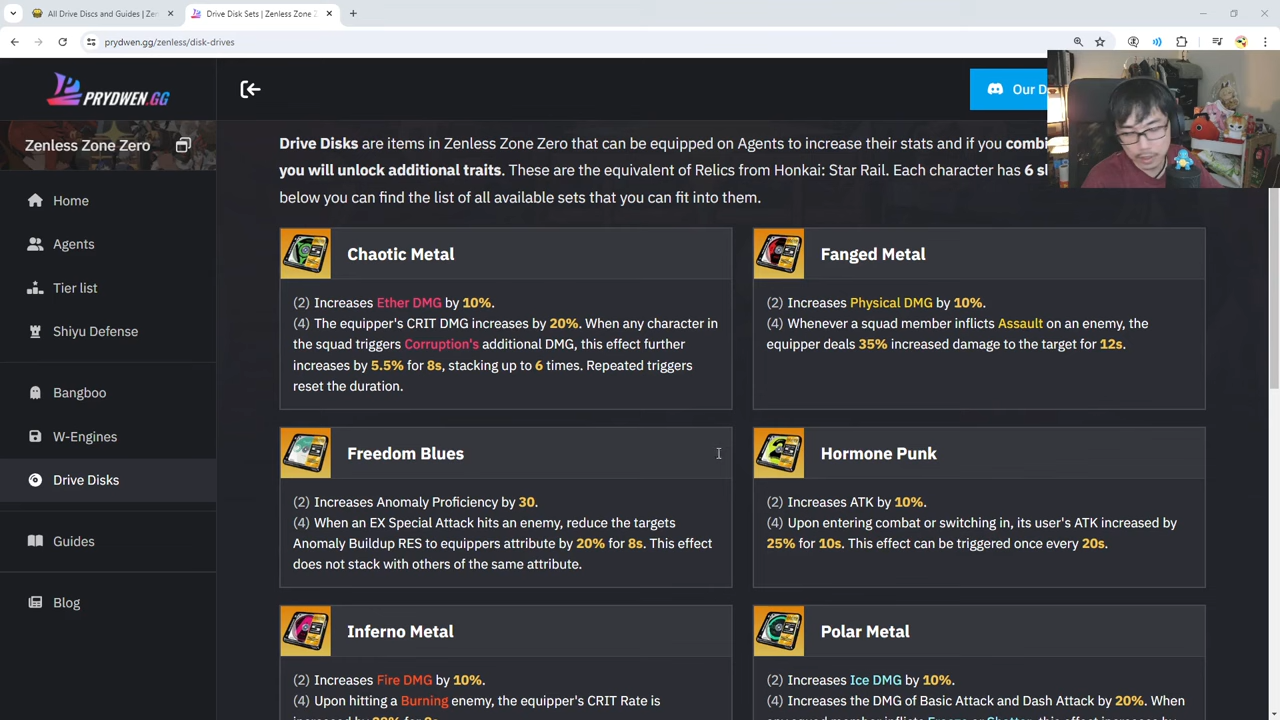 All Drive Discs and Guides | Ze
Drive Disk Sets | Zenless Zone Z
prydwen.gg/zenless/disk-drives
PRYDWEN.GG
Our D
Zenless Zone Zero
Home
Agents
Tier list
Shiyu Defense
Bangboo
W-Engines
Drive Disks
Guides
Blog
Drive Disks are items in Zenless Zone Zero that can be equipped on Agents to increase their stats and if you combin
you will unlock additional traits. These are the equivalent of Relics from Honkai: Star Rail. Each character has 6 sl
below you can find the list of all available sets that you can fit into them.
Chaotic Metal
(2) Increases Ether DMG by 10%.
(4) The equipper's CRIT DMG increases by 20%. When any character in
the squad triggers Corruption's additional DMG, this effect further
increases by 5.5% for 8s, stacking up to 6 times. Repeated triggers
reset the duration.
Fanged Metal
(2) Increases Physical DMG by 10%.
(4) Whenever a squad member inflicts Assault on an enemy, the
equipper deals 35% increased damage to the target for 12s.
Freedom Blues
(2) Increases Anomaly Proficiency by 30.
(4) When an EX Special Attack hits an enemy, reduce the targets
Anomaly Buildup RES to equippers attribute by 20% for 8s. This effect
does not stack with others of the same attribute.
Hormone Punk
(2) Increases ATK by 10%.
(4) Upon entering combat or switching in, its user's ATK increased by
25% for 10s. This effect can be triggered once every 20s.
Inferno Metal
(2) Increases Fire DMG by 10%.
(4) Upon hitting a Burning enemy, the equipper's CRIT Rate is
Polar Metal
(2) Increases Ice DMG by 10%.
(4) Increases the DMG of Basic Attack and Dash Attack by 20%. When